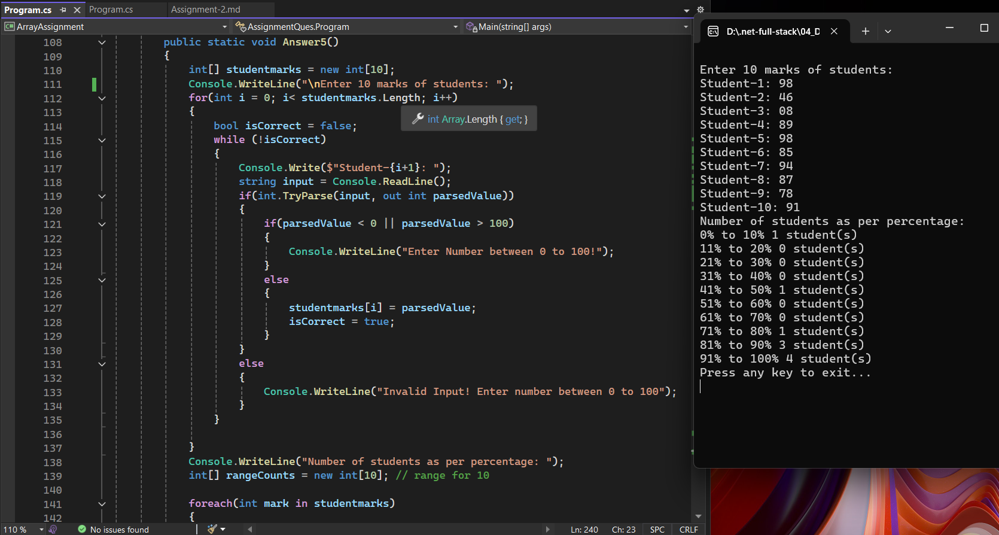 Program.cs
Program.cs
Assignment-2.md
C# ArrayAssignment
AssignmentQues.Program
Main(string[] args)
108 public static void Answer5()
109 {
110 int[] studentmarks = new int[10];
111 Console.WriteLine("\nEnter 10 marks of students: ");
112 for(int i = 0; i< studentmarks.Length; i++)
113 {
int Array.Length { get; }
114 bool isCorrect = false;
115 while (!isCorrect)
116 {
117 Console.Write($"Student-{i+1}: ");
118 string input = Console.ReadLine();
119 if(int.TryParse(input, out int parsedValue))
120 {
121 if(parsedValue < 0 || parsedValue > 100)
122 {
123 Console.WriteLine("Enter Number between 0 to 100!");
124 }
125 else
126 {
127 studentmarks[i] = parsedValue;
128 isCorrect = true;
129 }
130 }
131 else
132 {
133 Console.WriteLine("Invalid Input! Enter number between 0 to 100");
134 }
135 }
136
137 }
138 Console.WriteLine("Number of students as per percentage: ");
139 int[] rangeCounts = new int[10]; // range for 10
140
141 foreach(int mark in studentmarks)
142 {
110 %
No issues found
Ln: 240 Ch: 23 SPC CRLF
D:\.net-full-stack\04_D
Enter 10 marks of students:
Student-1: 98
Student-2: 46
Student-3: 08
Student-4: 89
Student-5: 98
Student-6: 85
Student-7: 94
Student-8: 87
Student-9: 78
Student-10: 91
Number of students as per percentage:
0% to 10% 1 student(s)
11% to 20% 0 student(s)
21% to 30% 0 student(s)
31% to 40% 0 student(s)
41% to 50% 1 student(s)
51% to 60% 0 student(s)
61% to 70% 0 student(s)
71% to 80% 1 student(s)
81% to 90% 3 student(s)
91% to 100% 4 student(s)
Press any key to exit...